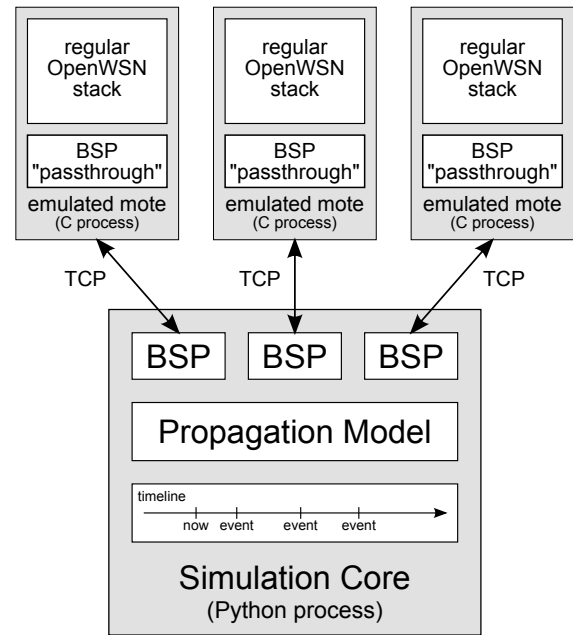 regular
OpenWSN
stack
BSP
"passthrough"
emulated mote
(C process)
regular
OpenWSN
stack
BSP
"passthrough"
emulated mote
(C process)
regular
OpenWSN
stack
BSP
"passthrough"
emulated mote
(C process)
TCP
TCP
TCP
BSP
BSP
BSP
Propagation Model
timeline
now
event
event
event
Simulation Core
(Python process)